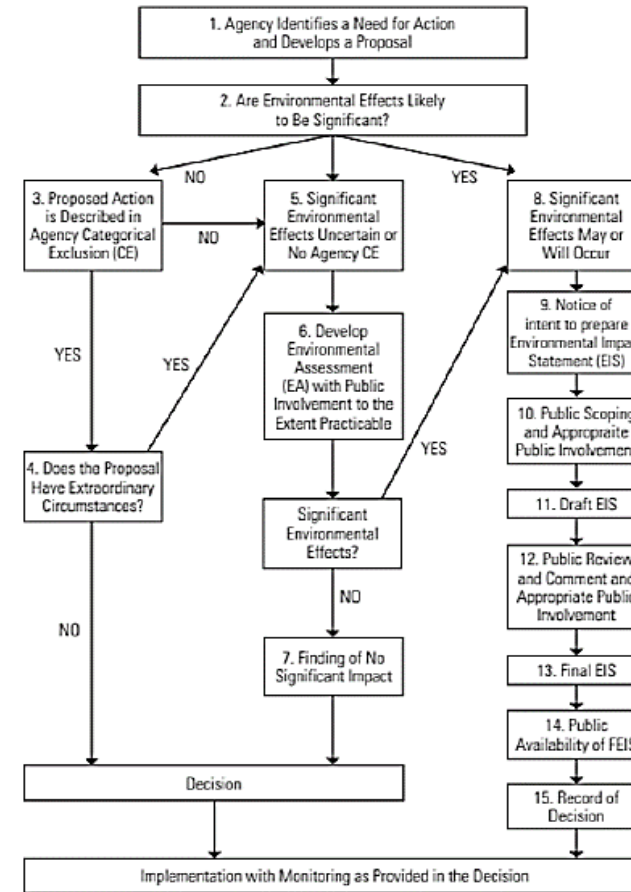 1. Agency Identifies a Need for Action
and Develops a Proposal
2. Are Environmental Effects Likely
to Be Significant?
NO
YES
3. Proposed Action
is Described in
Agency Categorical
Exclusion (CE)
NO
5. Significant
Environmental
Effects Uncertain or
No Agency CE
8. Significant
Environmental
Effects May or
Will Occur
YES
YES
6. Develop
Environmental
Assessment
(EA) with Public
Involvement to the
Extent Practicable
YES
9. Notice of
intent to prepare
Environmental Impa
Statement (EIS)
10. Public Scoping
and Appropraite
Public Involvemen
4. Does the Proposal
Have Extraordinary
Circumstances?
Significant
Environmental
Effects?
11. Draft EIS
12. Public Review
and Comment and
Appropriate Public
Involvement
NO
NO
7. Finding of No
Significant Impact
13. Final EIS
14. Public
Availability of FEIS
Decision
15. Record of
Decision
Implementation with Monitoring as Provided in the Decision